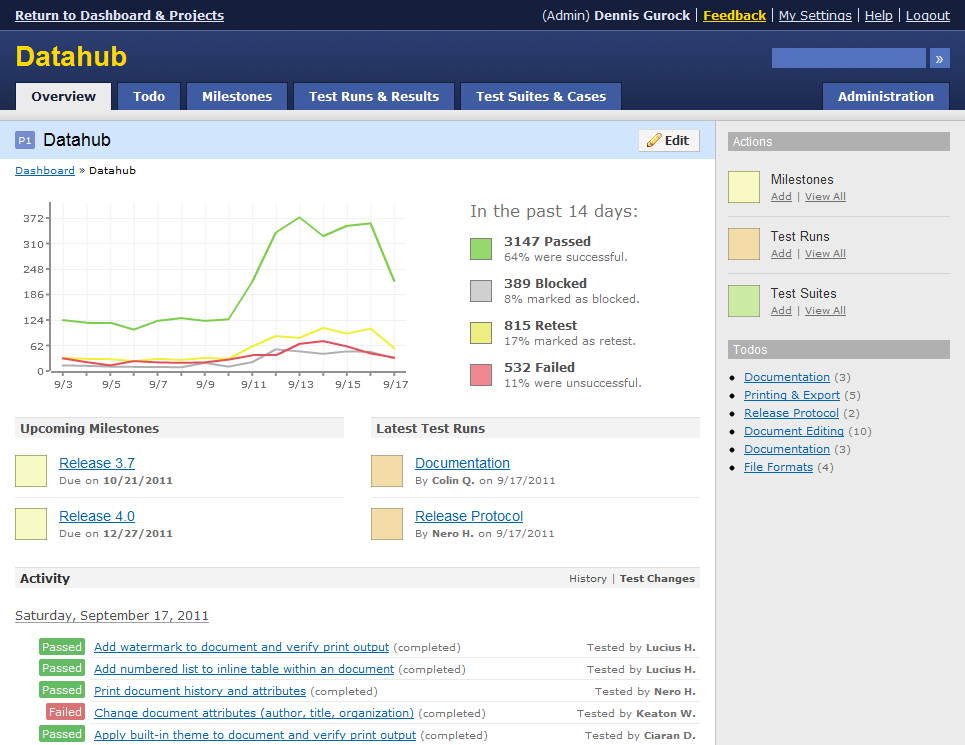 Return to Dashboard & Projects
(Admin) Dennis Gurock | Feedback | My Settings | Help | Logout
Datahub
»
Overview
Todo
Milestones
Test Runs & Results
Test Suites & Cases
Administration
P1 Datahub
Edit
Dashboard » Datahub
372
310
248
186
124
62
0
9/3 9/5 9/7 9/9 9/11 9/13 9/15 9/17
In the past 14 days:
3147 Passed
64% were successful.
389 Blocked
8% marked as blocked.
815 Retest
17% marked as retest.
532 Failed
11% were unsuccessful.
Upcoming Milestones
Release 3.7
Due on 10/21/2011
Release 4.0
Due on 12/27/2011
Latest Test Runs
Documentation
By Colin Q. on 9/17/2011
Release Protocol
By Nero H. on 9/17/2011
Activity
History | Test Changes
Saturday, September 17, 2011
Passed Add watermark to document and verify print output (completed) Tested by Lucius H.
Passed Add numbered list to inline table within an document (completed) Tested by Lucius H.
Passed Print document history and attributes (completed) Tested by Nero H.
Failed Change document attributes (author, title, organization) (completed) Tested by Keaton W.
Passed Apply built-in theme to document and verify print output (completed) Tested by Ciaran D.
Actions
Milestones
Add | View All
Test Runs
Add | View All
Test Suites
Add | View All
Todos
Documentation (3)
Printing & Export (5)
Release Protocol (2)
Document Editing (10)
Documentation (3)
File Formats (4)